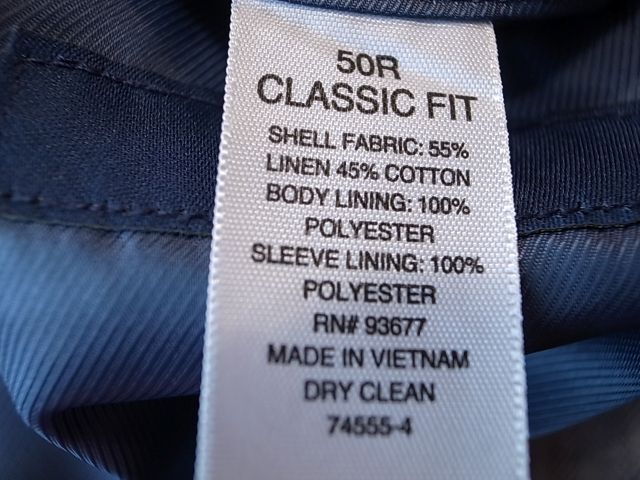 50R
CLASSIC FIT
SHELL FABRIC: 55%
LINEN 45% COTTON
BODY LINING: 100%
POLYESTER
SLEEVE LINING: 100%
POLYESTER
RN# 93677
MADE IN VIETNAM
DRY CLEAN
74555-4